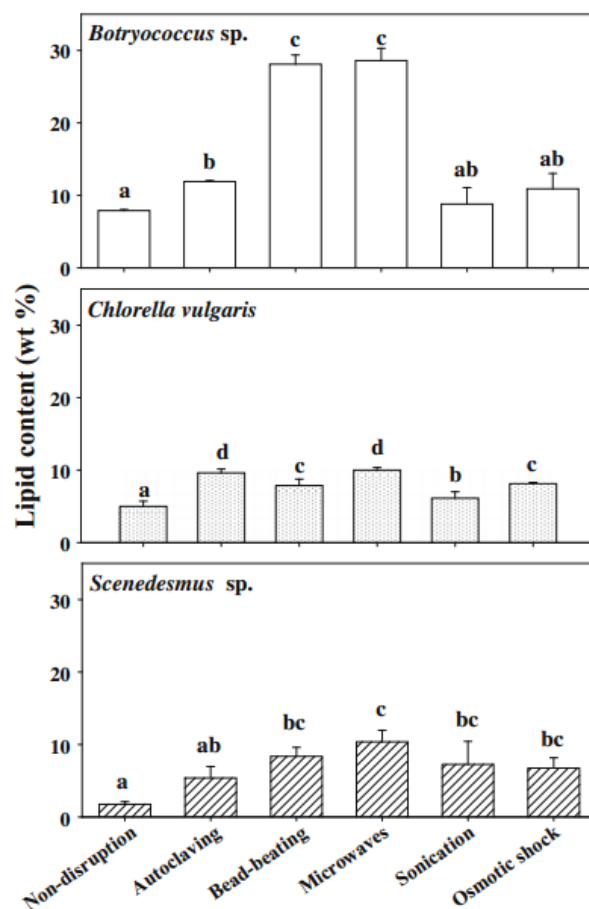 Botryococcus sp.
30
20
10
0
a
b
c
c
ab
ab
Chlorella vulgaris
30
20
10
0
a
d
c
d
b
c
Scenedesmus sp.
30
20
10
0
a
ab
bc
c
bc
bc
Lipid content (wt %)
Non-disruption
Autoclaving
Bead-beating
Microwaves
Sonication
Osmotic shock